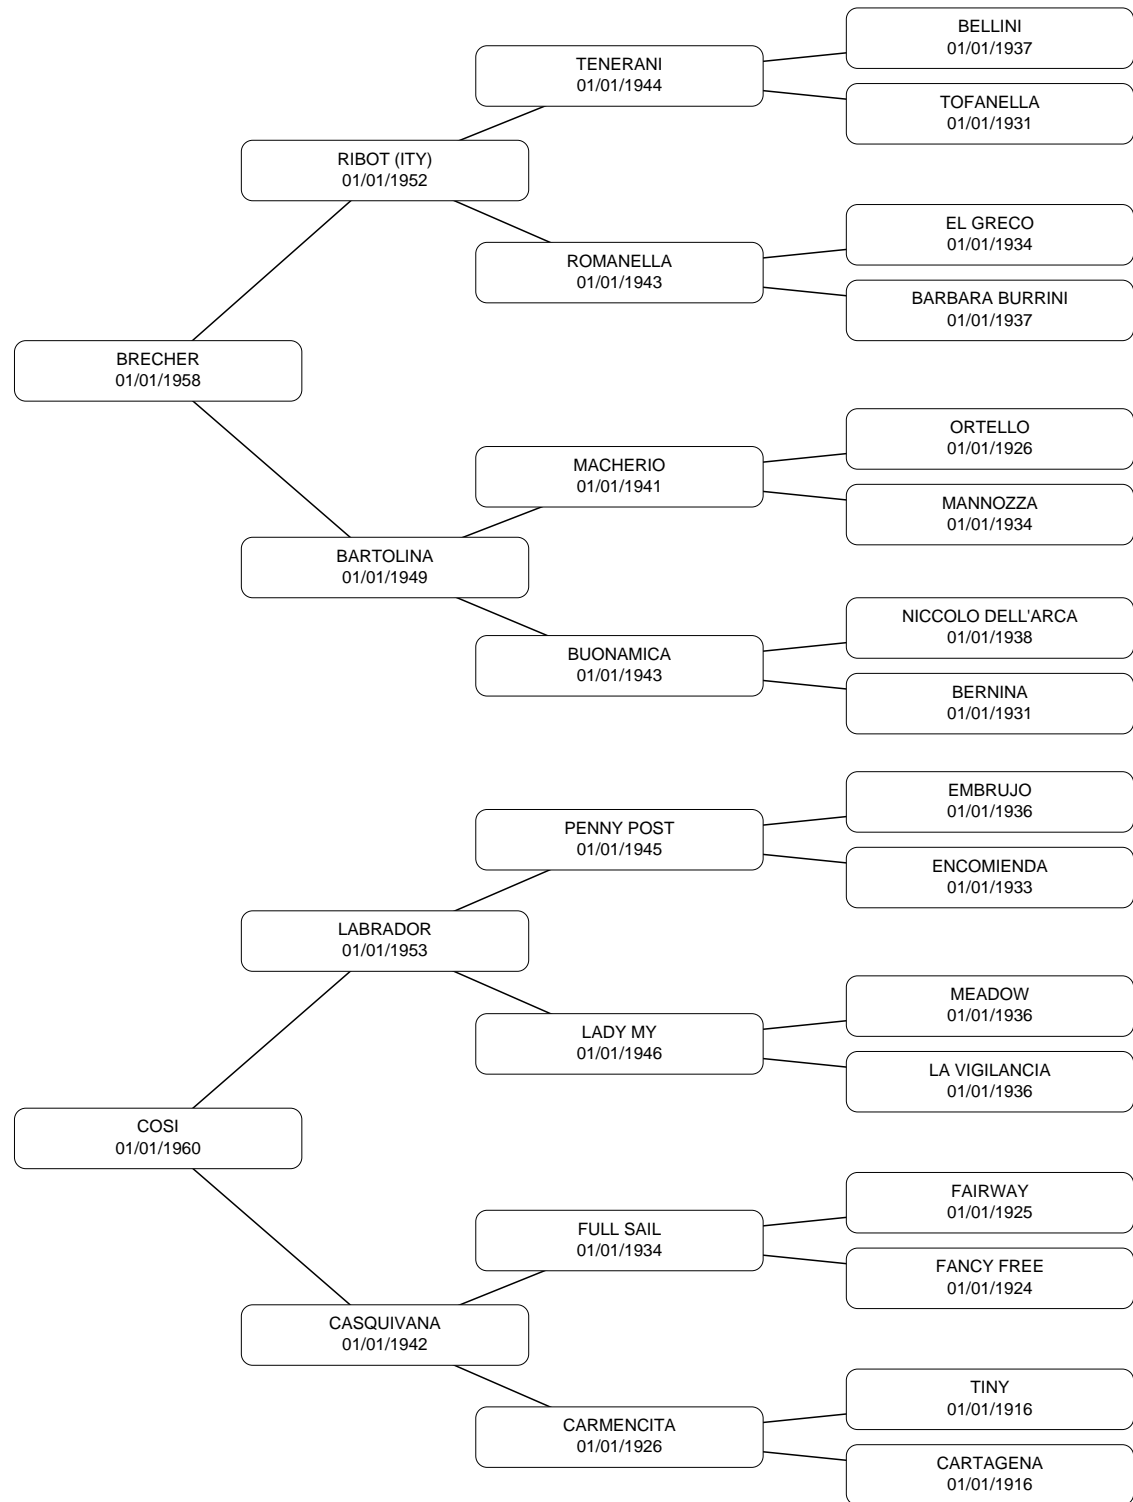 BELLINI
01/01/1937
TENERANI
01/01/1944
TOFANELLA
01/01/1931
RIBOT (ITY)
01/01/1952
EL GRECO
01/01/1934
ROMANELLA
01/01/1943
BARBARA BURRINI
01/01/1937
BRECHER
01/01/1958
ORTELLO
01/01/1926
MACHERIO
01/01/1941
MANNOZZA
01/01/1934
BARTOLINA
01/01/1949
NICCOLO DELL'ARCA
01/01/1938
BUONAMICA
01/01/1943
BERNINA
01/01/1931
EMBRUJO
01/01/1936
PENNY POST
01/01/1945
ENCOMIENDA
01/01/1933
LABRADOR
01/01/1953
MEADOW
01/01/1936
LADY MY
01/01/1946
LA VIGILANCIA
01/01/1936
COSI
01/01/1960
FAIRWAY
01/01/1925
FULL SAIL
01/01/1934
FANCY FREE
01/01/1924
CASQUIVANA
01/01/1942
TINY
01/01/1916
CARMENCITA
01/01/1926
CARTAGENA
01/01/1916